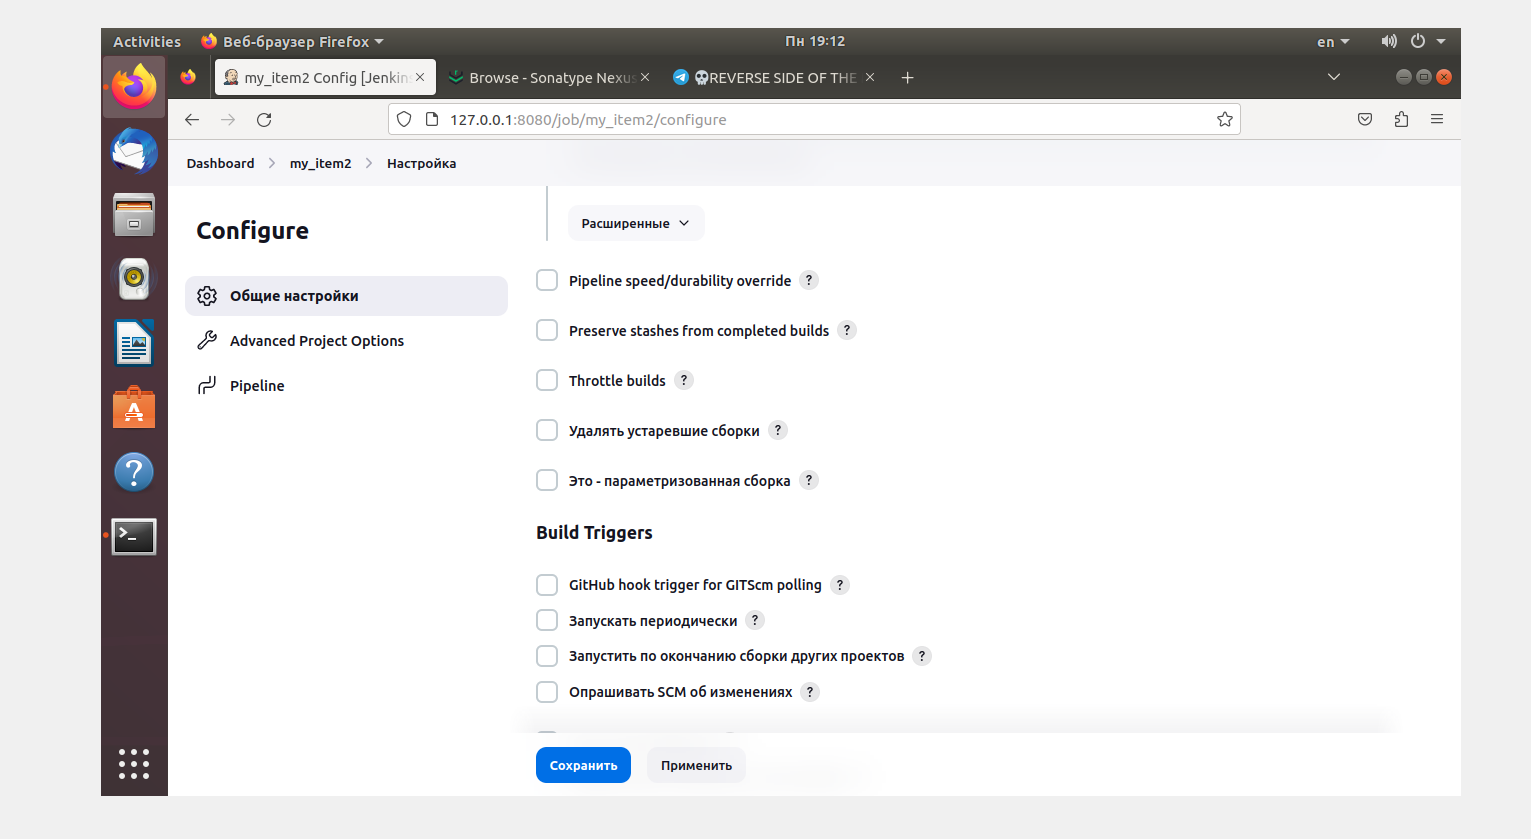 Activities Веб-браузер Firefox Пн 19:12 en
my_item2 Config [Jenkins Browse - Sonatype Nexus 💀REVERSE SIDE OF THE
127.0.0.1:8080/job/my_item2/configure
Dashboard my_item2 Настройка
Configure
Общие настройки
Advanced Project Options
Pipeline
Расширенные
Pipeline speed/durability override ?
Preserve stashes from completed builds ?
Throttle builds ?
Удалять устаревшие сборки ?
Это - параметризованная сборка ?
Build Triggers
GitHub hook trigger for GITScm polling ?
Запускать периодически ?
Запустить по окончанию сборки других проектов ?
Опрашивать SCM об изменениях ?
Сохранить Применить